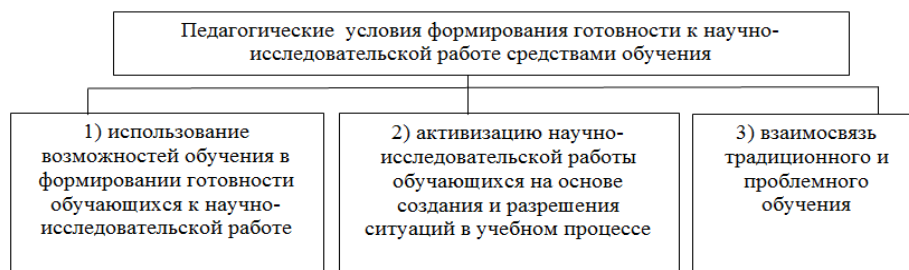 Педагогические условия формирования готовности к научно-
исследовательской работе средствами обучения
1) использование
возможностей обучения в
формировании готовности
обучающихся к научно-
исследовательской работе
2) активизацию научно-
исследовательской работы
обучающихся на основе
создания и разрешения
ситуаций в учебном процессе
3) взаимосвязь
традиционного и
проблемного
обучения